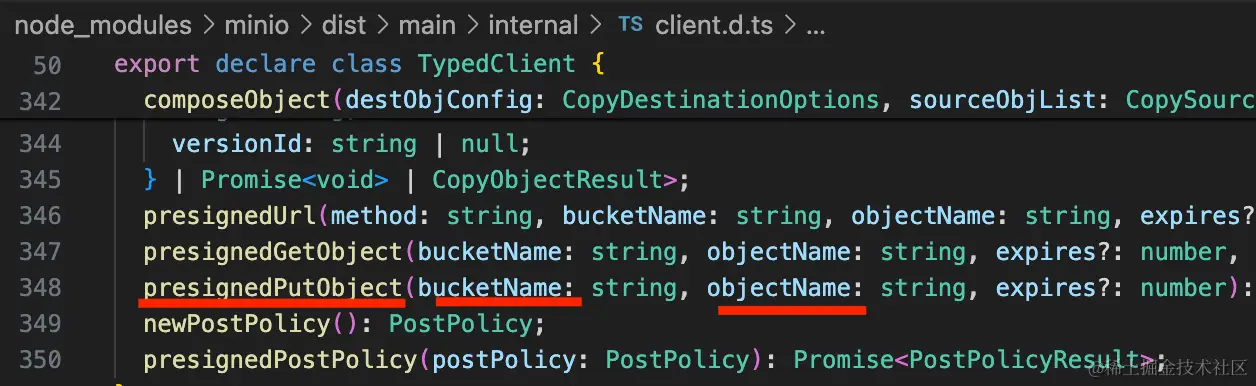 node_modules > minio > dist > main > internal > TS client.d.ts > ...
50 export declare class TypedClient {
342 composeObject(destObjConfig: CopyDestinationOptions, sourceObjList: CopySourc
344 versionId: string | null;
345 } | Promise<void> | CopyObjectResult>;
346 presignedUrl(method: string, bucketName: string, objectName: string, expires?
347 presignedGetObject(bucketName: string, objectName: string, expires?: number,
348 presignedPutObject(bucketName: string, objectName: string, expires?: number):
349 newPostPolicy(): PostPolicy;
350 presignedPostPolicy(postPolicy: PostPolicy): Promise<PostPolicyResult>;
@稀土掘金技术社区